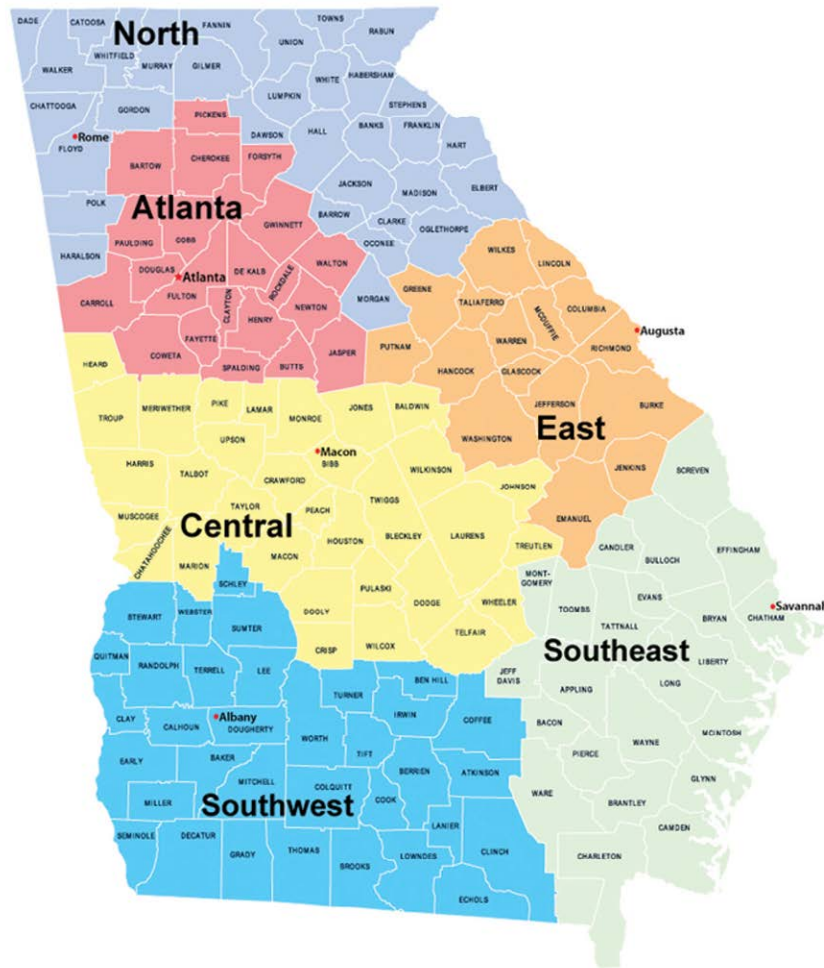 DADE
CATOOSA
FANNIN
TOWNS
RABUN
North
UNION
WHITFIELD
MURRAY
GILMER
WALKER
WHITE
HABERSHAM
LUMPKIN
CHATTOOGA
GORDON
PICKENS
STEPHENS
DAWSON
HALL
BANKS
FRANKLIN
HART
Rome
FLOYD
BARTOW
CHEROKEE
FORSYTH
POLK
JACKSON
MADISON
ELBERT
Atlanta
GWINNETT
BARROW
CLARKE
OGLETHORPE
OCONEE
PAULDING
COBB
HARALSON
DOUGLAS
Atlanta
DE KALB
ROCKDALE
WALTON
WILKES
LINCOLN
CARROLL
FULTON
CLAYTON
HENRY
NEWTON
MORGAN
GREENE
TALIAFERRO
MCDUFFIE
COLUMBIA
Augusta
COWETA
FAYETTE
SPALDING
BUTTS
JASPER
PUTNAM
WARREN
RICHMOND
HEARD
HANCOCK
GLASCOCK
TROUP
MERIWETHER
PIKE
LAMAR
MONROE
JONES
BALDWIN
JEFFERSON
BURKE
East
UPSON
WASHINGTON
Macon
BIBB
HARRIS
TALBOT
CRAWFORD
WILKINSON
JOHNSON
JENKINS
SCREVEN
TWIGGS
MUSCOGEE
TAYLOR
PEACH
EMANUEL
Central
CHATAHOOCHEE
MARION
MACON
HOUSTON
BLECKLEY
LAURENS
TREUTLEN
CANDLER
BULLOCH
EFFINGHAM
SCHLEY
MONT-
GOMERY
PULASKI
DODGE
WHEELER
TOOMBS
EVANS
TATTNALL
BRYAN
Savannal
CHATHAM
STEWART
WEBSTER
SUMTER
DOOLY
CRISP
WILCOX
TELFAIR
Southeast
LIBERTY
QUITMAN
RANDOLPH
TERRELL
LEE
JEFF
DAVIS
APPLING
LONG
TURNER
BEN HILL
CLAY
CALHOUN
Albany
DOUGHERTY
WORTH
IRWIN
COFFEE
BACON
TIFT
PIERCE
WAYNE
MCINTOSH
EARLY
BAKER
MITCHELL
COLQUITT
BERRIEN
ATKINSON
WARE
GLYNN
MILLER
Southwest
COOK
BRANTLEY
SEMINOLE
DECATUR
LANIER
CAMDEN
GRADY
THOMAS
BROOKS
LOWNDES
CLINCH
CHARLETON
ECHOLS